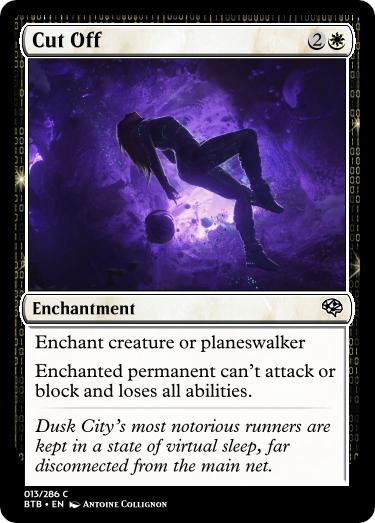 Cut Off 2
Enchantment
Enchant creature or planeswalker
Enchanted permanent can't attack or
block and loses all abilities.
Dusk City's most notorious runners are
kept in a state of virtual sleep, far
disconnected from the main net.
013/286 C
BTB • EN Antoine Collignon